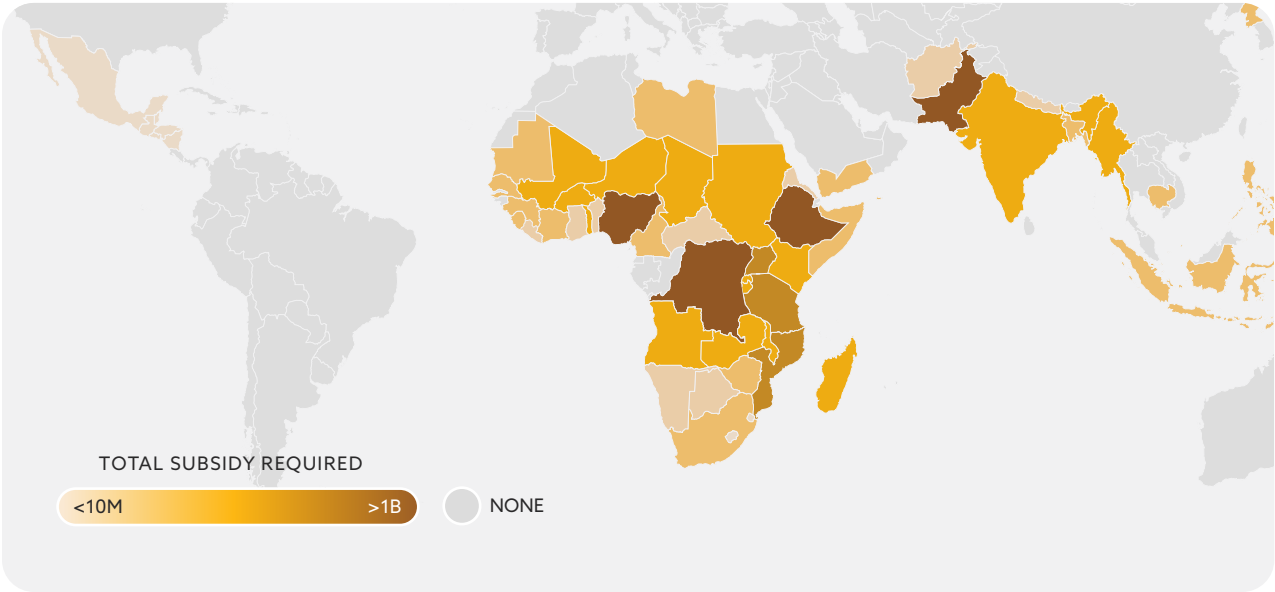 TOTAL SUBSIDY REQUIRED
<10M >1B NONE